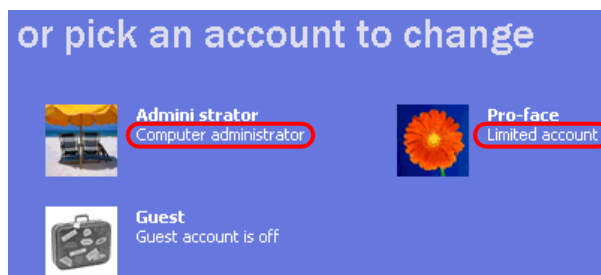 or pick an account to change
Admini strator
Computer administrator
Pro-face
Limited account
Guest
Guest account is off